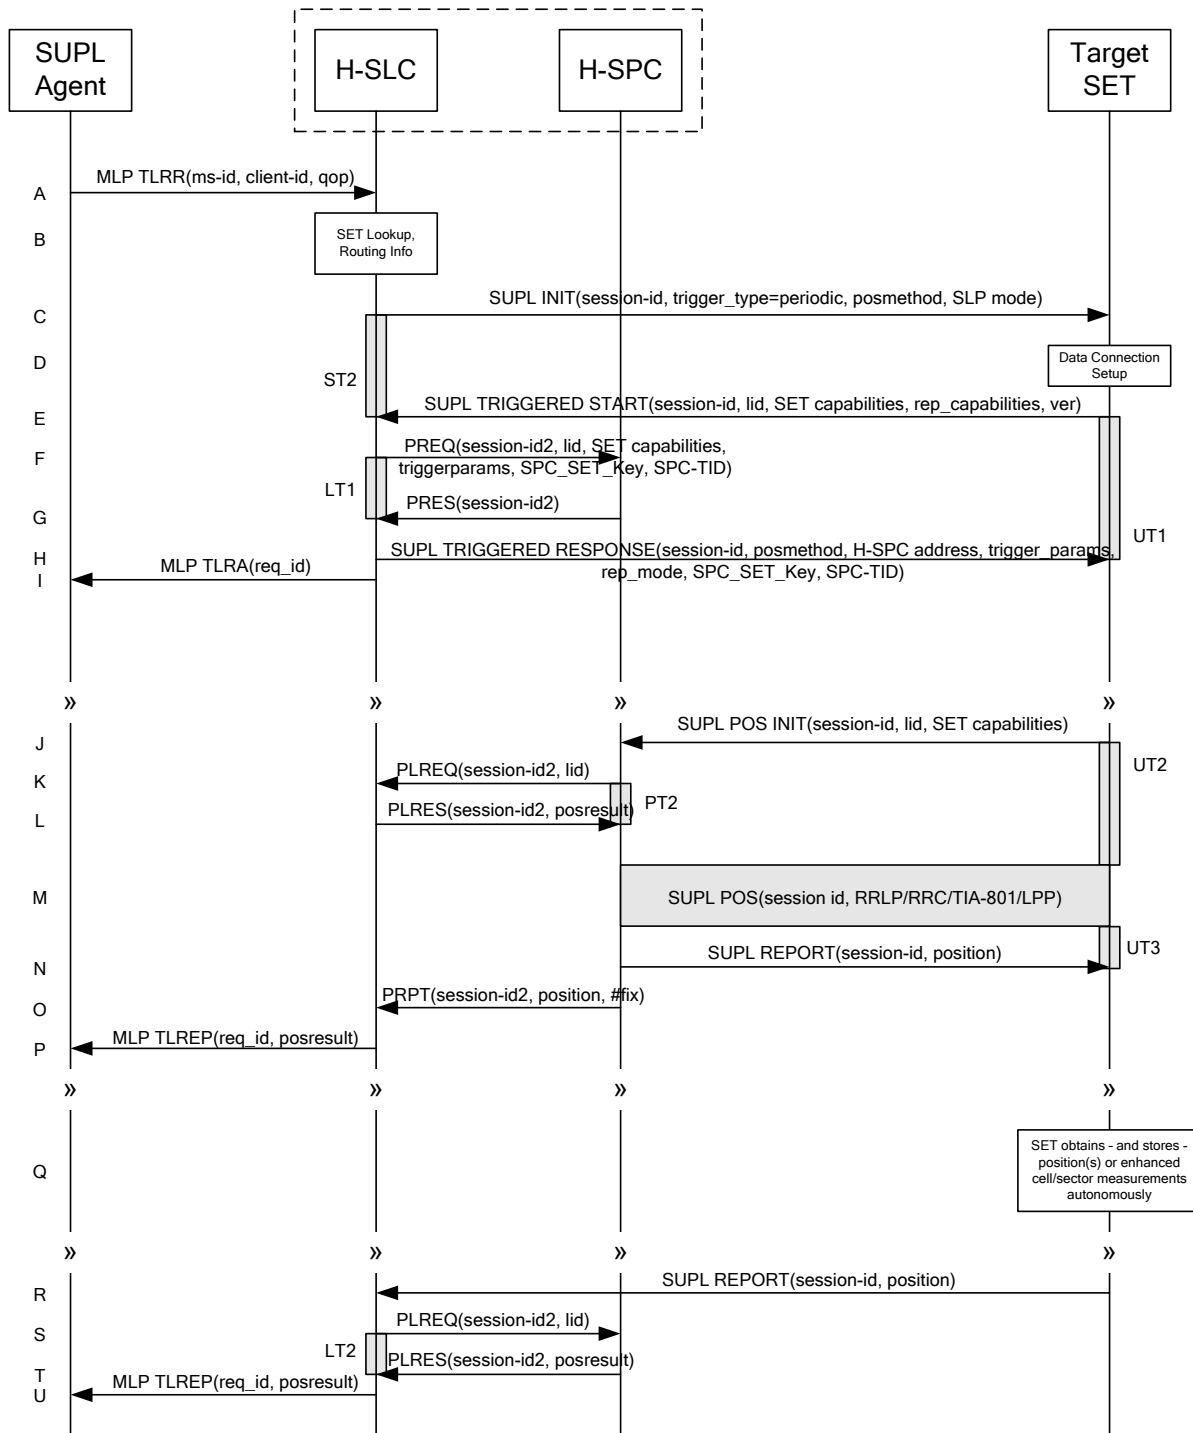 SUPL
Agent
H-SLC
H-SPC
Target
SET
A
MLP TLRR(ms-id, client-id, qop)
B
SET Lookup,
Routing Info
C
SUPL INIT(session-id, trigger_type=periodic, posmethod, SLP mode)
D
Data Connection
Setup
ST2
E
SUPL TRIGGERED START(session-id, lid, SET capabilities, rep_capabilities, ver)
F
PREQ(session-id2, lid, SET capabilities,
triggerparams, SPC_SET_Key, SPC-TID)
LT1
G
PRES(session-id2)
UT1
H
SUPL TRIGGERED RESPONSE(session-id, posmethod, H-SPC address, trigger_params,
rep_mode, SPC_SET_Key, SPC-TID)
I
MLP TLRA(req_id)
» » » »
J
SUPL POS INIT(session-id, lid, SET capabilities)
UT2
K
PLREQ(session-id2, lid)
PT2
L
PLRES(session-id2, posresult)
M
SUPL POS(session id, RRLP/RRC/TIA-801/LPP)
UT3
N
SUPL REPORT(session-id, position)
O
PRPT(session-id2, position, #fix)
P
MLP TLREP(req_id, posresult)
» » » »
Q
SET obtains - and stores -
position(s) or enhanced
cell/sector measurements
autonomously
» » » »
R
SUPL REPORT(session-id, position)
S
PLREQ(session-id2, lid)
LT2
T
PLRES(session-id2, posresult)
U
MLP TLREP(req_id, posresult)